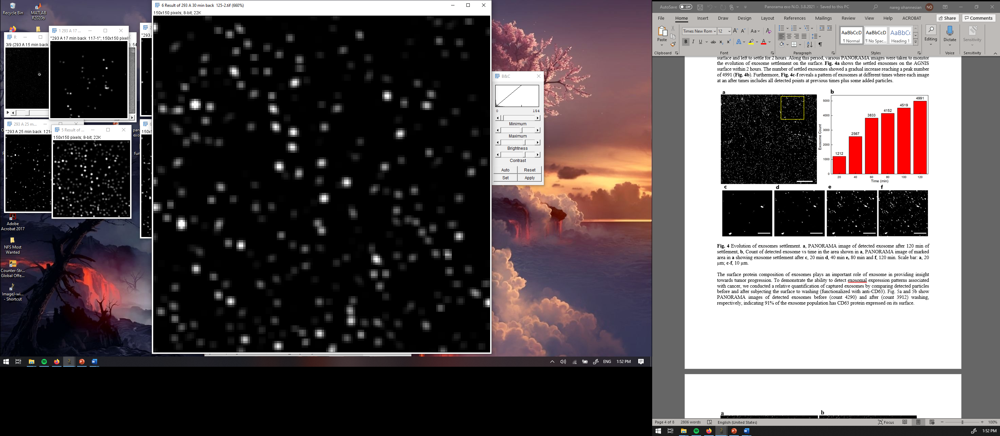 Recycle Bin
MATLAB
R2020b
R
3/9 (293 A 15 min back
1 293 A 17 ...
"293 A 17 min back 117-1"; 150x150 pixel
); 54
2
"293 A
293 A 25 m...
"293 A 25 min back 121-
5 Result of ...
150x150 pixels; 8-bit; 22K
pan
exo
fun
6
150x1
Adobe
Acrobat 2017
NFS Most
Wanted
Counter-Str...
Global Offe...
ImageJ-wi...
- Shortcut
6 Result of 293 A 30 min back 125-2.tif (660%)
150x150 pixels; 8-bit; 22K
B&C
0 154
Minimum
Maximum
Brightness
Contrast
Auto Reset
Set Apply
ENG 1:52 PM
AutoSave Off
Panorama exo N.O. 3.8.2021 - Saved to this PC
nareg ohannesian NO
File Home Insert Draw Design Layout References Mailings Review View Help ACROBAT Share Comments
Paste
Times New Rom 12
Aa
B I U ab x₂ x² A A
AaBbCcD AaBbCcD AaBbCc
¶ Normal ¶ No Spac... Heading 1
Editing
Dictate
Sensitivity
Clipboard Font Paragraph Styles Voice Sensitivity
surface and left to settle for 2 hours. Along this period, various PANORAMA images were taken to monitor
the evolution of exosome settlement on the surface. Fig. 4a shows the settled exosomes on the AGNIS
surface within 2 hours. The number of settled exosomes showed a gradual increase reaching a peak number
of 4991 (Fig. 4b). Furthermore, Fig. 4c-f reveals a pattern of exosomes at different times where each image
at an after times includes all detected points at previous times plus some added particles.
a
b
Exosome Count
5000
4000
3000
2000
1000
0
1212
2567
3833
4152
4519
4991
20 40 60 80 100 120
Time (min)
c d e f
Fig. 4 Evolution of exosomes settlement. a, PANORAMA image of detected exosome after 120 min of
settlement, b, Count of detected exosome vs time in the area shown in a, PANORAMA image of marked
area in a showing exosome settlement after c, 20 min d, 40 min e, 80 min and f, 120 min. Scale bar: a, 20
µm; c-f, 10 µm.
The surface protein composition of exosomes plays an important role of exosome in providing insight
towards tumor progression. To demonstrate the ability to detect exosomal expression patterns associated
with cancer, we conducted a relative quantification of captured exosomes by comparing detected particles
before and after subjecting the surface to washing (functionalized with anti-CD63). Fig. 5a and 5b show
PANORAMA images of detected exosomes before (count 4290) and after (count 3912) washing,
respectively, indicating 91% of the exosome population has CD63 protein expressed on its surface.
a b
Page 4 of 8 2806 words English (United States) Focus 100%
1:52 PM